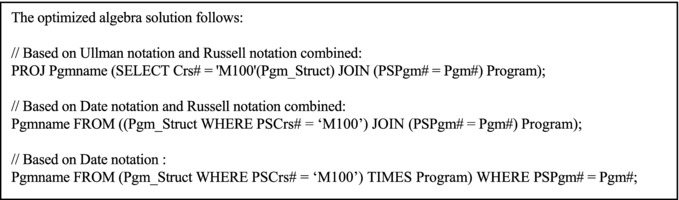 The optimized algebra solution follows:
// Based on Ullman notation and Russell notation combined:
PROJ Pgmname (SELECT Crs# = 'M100'(Pgm_Struct) JOIN (PSPgm# = Pgm#) Program);
// Based on Date notation and Russell notation combined:
Pgmname FROM ((Pgm_Struct WHERE PSCrs# = ‘M100’) JOIN (PSPgm# = Pgm#) Program);
// Based on Date notation :
Pgmname FROM (Pgm_Struct WHERE PSCrs# = ‘M100’) TIMES Program) WHERE PSPgm# = Pgm#;